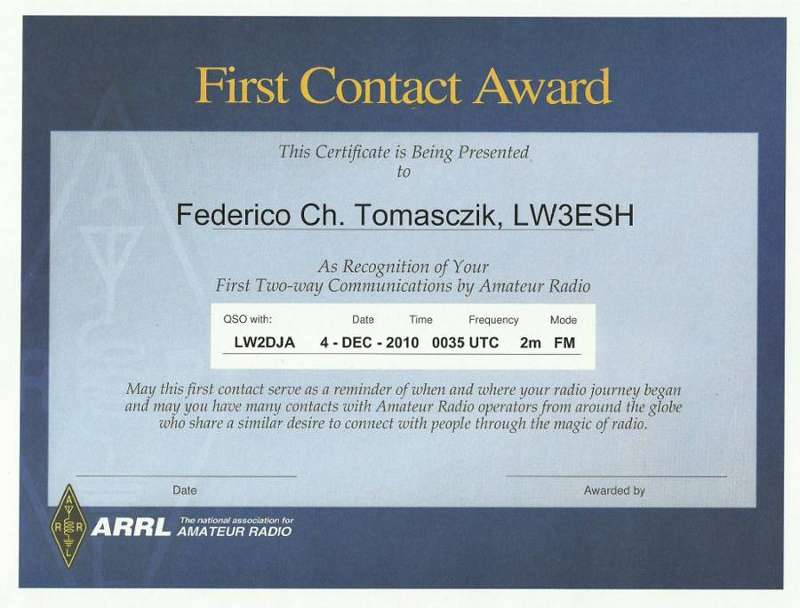 First Contact Award
This Certificate is Being Presented
to
Federico Ch. Tomasczik, LW3ESH
As Recognition of Your
First Two-way Communications by Amateur Radio
QSO with: Date Time Frequency Mode
LW2DJA 4 - DEC - 2010 0035 UTC 2m FM
May this first contact serve as a reminder of when and where your radio journey began
and may you have many contacts with Amateur Radio operators from around the globe
who share a similar desire to connect with people through the magic of radio.
Date Awarded by
A
R R
L
ARRL The national association for
AMATEUR RADIO